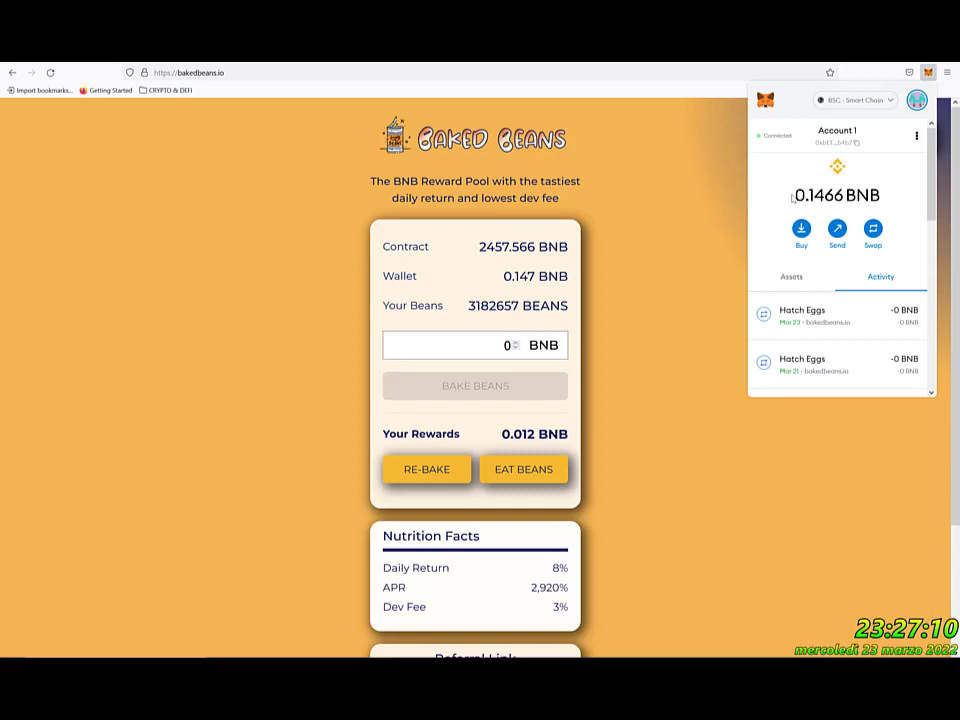 https://bakedbeans.io
Import bookmarks...
Getting Started
CRYPTO & DEFI
BAKED BEANS
The BNB Reward Pool with the tastiest
daily return and lowest dev fee
Contract 2457.566 BNB
Wallet 0.147 BNB
Your Beans 3182657 BEANS
0 BNB
BAKE BEANS
Your Rewards 0.012 BNB
RE-BAKE EAT BEANS
Nutrition Facts
Daily Return 8%
APR 2,920%
Dev Fee 3%
BSC - Smart Chain
Connected
Account 1
0.1466 BNB
Buy Send Swap
Assets Activity
Hatch Eggs -0 BNB
Mar 23 · bakedbeans.io -0 BNB
Hatch Eggs -0 BNB
Mar 21 · bakedbeans.io -0 BNB
23:27:10
mercoledì 23 marzo 2022